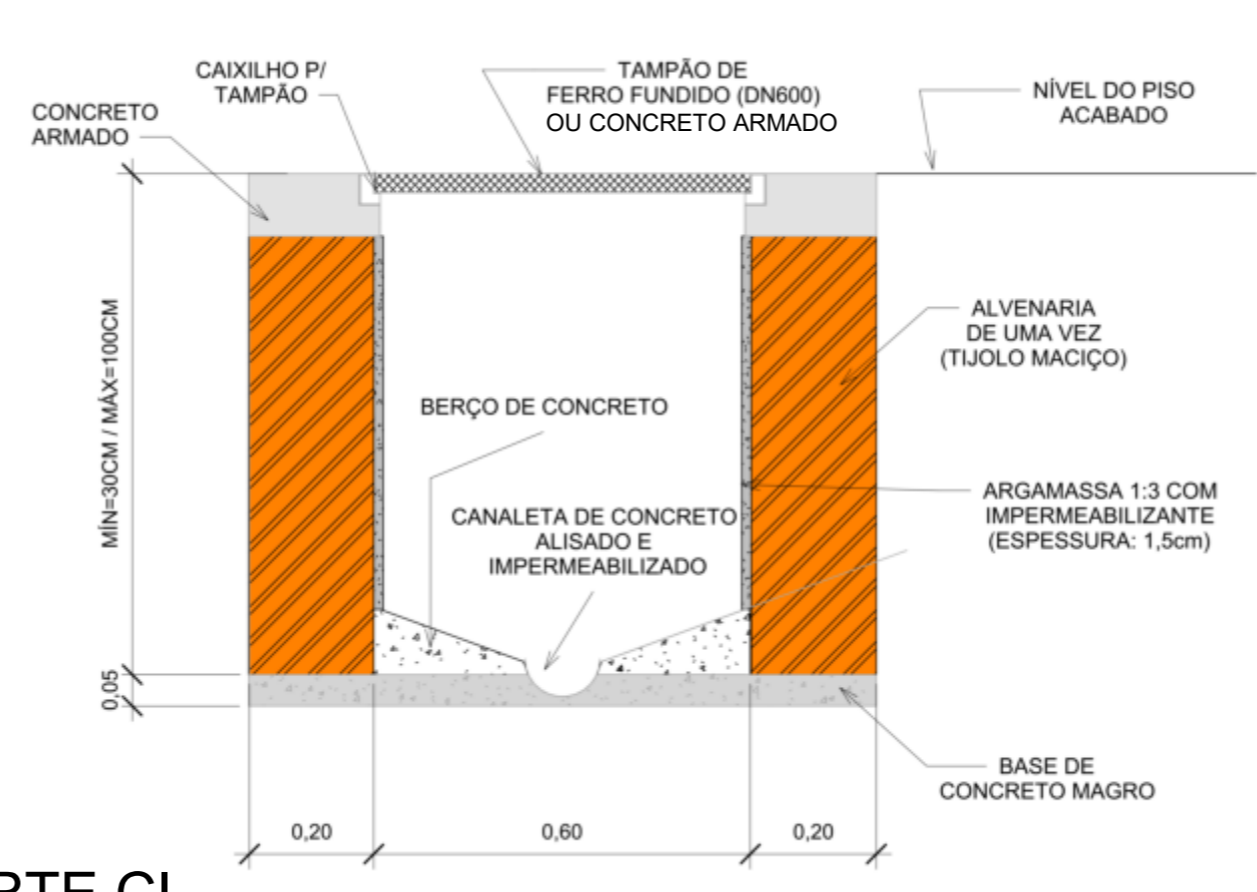 CAIXILHO P/
TAMPÃO
TAMPÃO DE
FERRO FUNDIDO (DN600)
OU CONCRETO ARMADO
NÍVEL DO PISO
ACABADO
CONCRETO
ARMADO
MÍN=30CM / MÁX=100CM
ALVENARIA
DE UMA VEZ
(TIJOLO MACIÇO)
BERÇO DE CONCRETO
CANALETA DE CONCRETO
ALISADO E
IMPERMEABILIZADO
ARGAMASSA 1:3 COM
IMPERMEABILIZANTE
(ESPESSURA: 1,5cm)
0,05
BASE DE
CONCRETO MAGRO
0,20
0,60
0,20